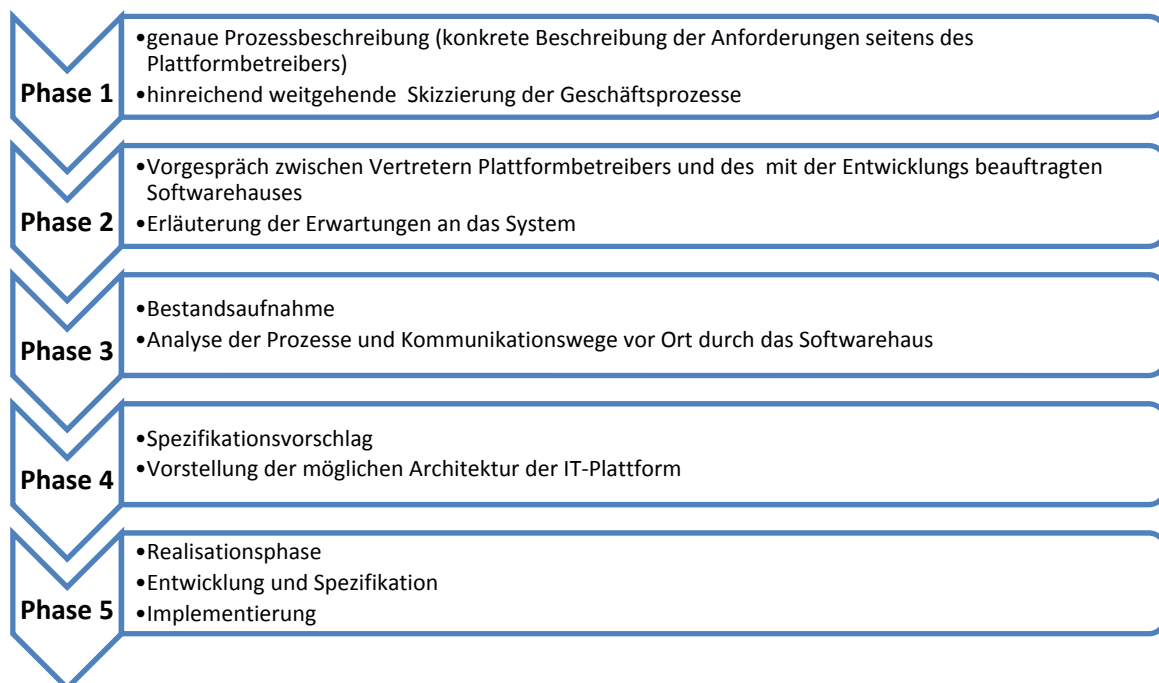 Phase 1
•genaue Prozessbeschreibung (konkrete Beschreibung der Anforderungen seitens des
Plattformbetreibers)
•hinreichend weitgehende Skizzierung der Geschäftsprozesse
Phase 2
•Vorgespräch zwischen Vertretern Plattformbetreibers und des mit der Entwicklungs beauftragten
Softwarehauses
•Erläuterung der Erwartungen an das System
Phase 3
•Bestandsaufnahme
•Analyse der Prozesse und Kommunikationswege vor Ort durch das Softwarehaus
Phase 4
•Spezifikationsvorschlag
•Vorstellung der möglichen Architektur der IT-Plattform
Phase 5
•Realisationsphase
•Entwicklung und Spezifikation
•Implementierung